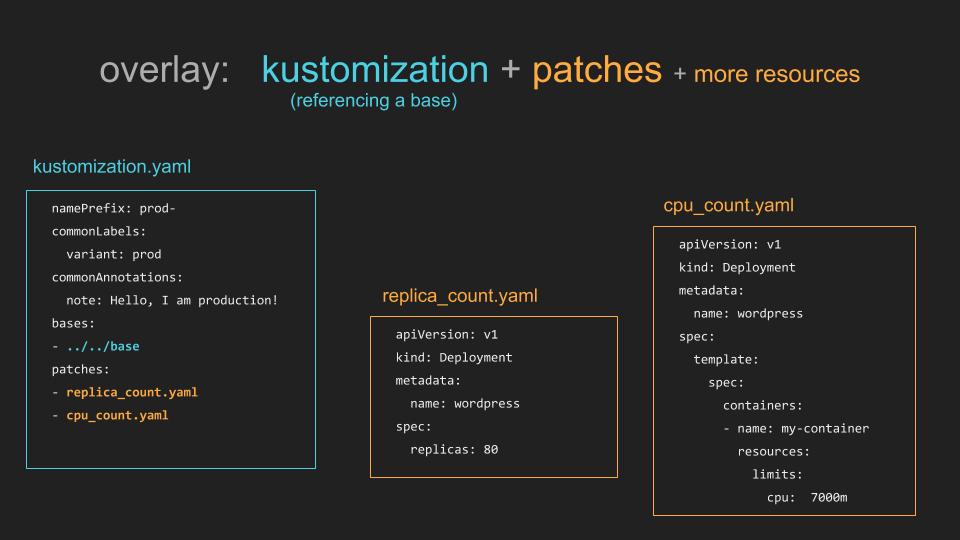 overlay: kustomization + patches + more resources
(referencing a base)
kustomization.yaml
namePrefix: prod-
commonLabels:
  variant: prod
commonAnnotations:
  note: Hello, I am production!
bases:
- ../../base
patches:
- replica_count.yaml
- cpu_count.yaml
replica_count.yaml
apiVersion: v1
kind: Deployment
metadata:
  name: wordpress
spec:
  replicas: 80
cpu_count.yaml
apiVersion: v1
kind: Deployment
metadata:
  name: wordpress
spec:
  template:
    spec:
      containers:
      - name: my-container
        resources:
          limits:
            cpu:  7000m